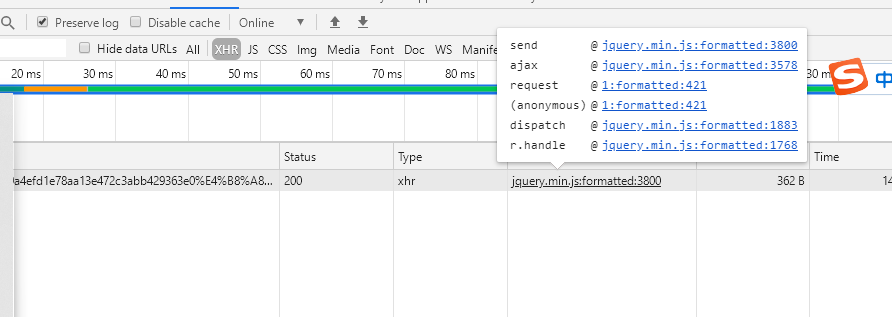 Preserve log Disable cache Online
Hide data URLs All XHR JS CSS Img Media Font Doc WS Manife
20 ms 30 ms 40 ms 50 ms 60 ms 70 ms 80 ms 30 ms
send @ jquery.min.js:formatted:3800
ajax @ jquery.min.js:formatted:3578
request @ 1:formatted:421
(anonymous) @ 1:formatted:421
dispatch @ jquery.min.js:formatted:1883
r.handle @ jquery.min.js:formatted:1768
S 中
Status Type Time
a4efd1e78aa13e472c3abb429363e0%E4%B8%A8... 200 xhr jquery.min.js:formatted:3800 362 B 14